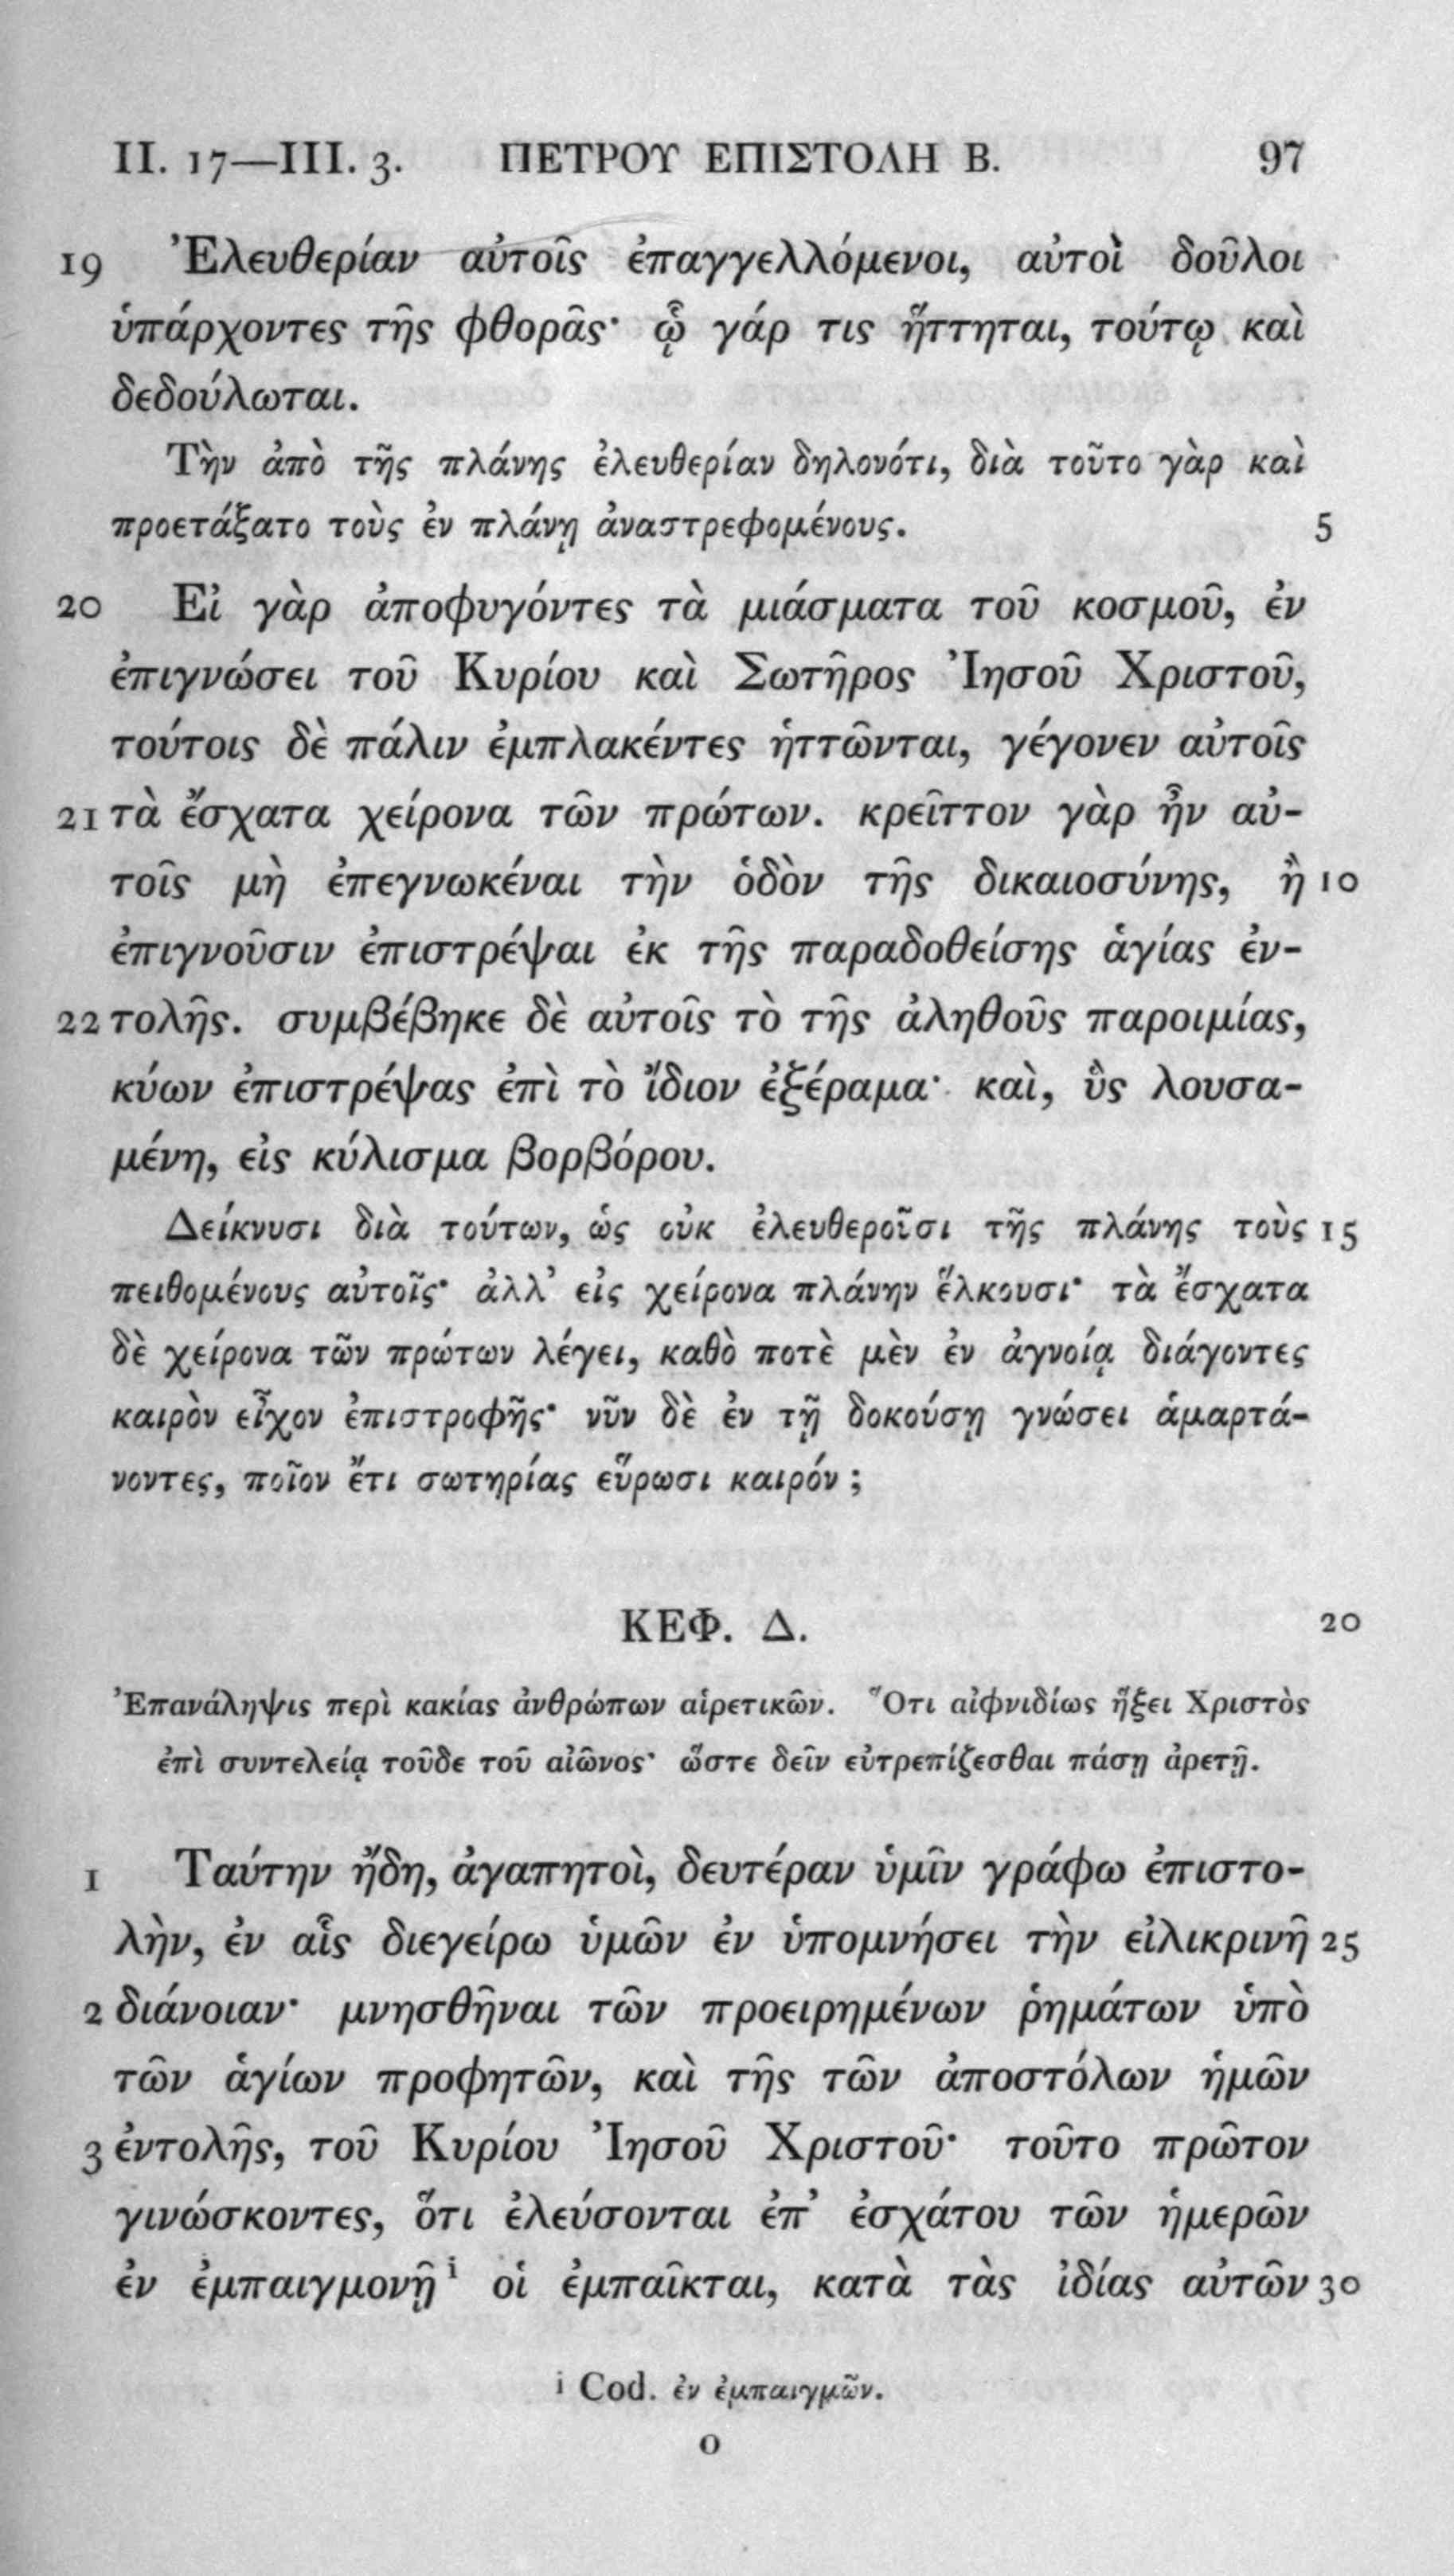 II. 17—III. 3. ΠΕΤΡΟΥ ΕΠΙΣΤΟΛΗ Β. 97
19 Ἐλευθερίαν αὐτοῖς ἐπαγγελλόμενοι, αὐτοὶ δοῦλοι
ὑπάρχοντες τῆς φθορᾶς· ᾧ γάρ τις ἥττηται, τούτῳ καὶ
δεδούλωται.
Τὴν ἀπὸ τῆς πλάνης ἐλευθερίαν δηλονότι, διὰ τοῦτο γὰρ καὶ
προετάξατο τοὺς ἐν πλάνῃ ἀναστρεφομένους. 5
20 Εἰ γὰρ ἀποφυγόντες τὰ μιάσματα τοῦ κοσμοῦ, ἐν
ἐπιγνώσει τοῦ Κυρίου καὶ Σωτῆρος Ἰησοῦ Χριστοῦ,
τούτοις δὲ πάλιν ἐμπλακέντες ἡττῶνται, γέγονεν αὐτοῖς
21 τὰ ἔσχατα χείρονα τῶν πρώτων. κρεῖττον γὰρ ἦν αὐ-
τοῖς μὴ ἐπεγνωκέναι τὴν ὁδὸν τῆς δικαιοσύνης, ἢ 10
ἐπιγνοῦσιν ἐπιστρέψαι ἐκ τῆς παραδοθείσης ἁγίας ἐν-
22 τολῆς. συμβέβηκε δὲ αὐτοῖς τὸ τῆς ἀληθοῦς παροιμίας,
κύων ἐπιστρέψας ἐπὶ τὸ ἴδιον ἐξέραμα· καὶ, ὗς λουσα-
μένη, εἰς κύλισμα βορβόρου.
Δείκνυσι διὰ τούτων, ὡς οὐκ ἐλευθεροῦσι τῆς πλάνης τοὺς 15
πειθομένους αὐτοῖς· ἀλλ’ εἰς χείρονα πλάνην ἕλκουσι· τὰ ἔσχατα
δὲ χείρονα τῶν πρώτων λέγει, καθὸ ποτὲ μὲν ἐν ἀγνοίᾳ διάγοντες
καιρὸν εἶχον ἐπιστροφῆς· νῦν δὲ ἐν τῇ δοκούσῃ γνώσει ἁμαρτά-
νοντες, ποῖον ἔτι σωτηρίας εὕρωσι καιρόν ;
ΚΕΦ. Δ. 20
Ἐπανάληψις περὶ κακίας ἀνθρώπων αἱρετικῶν. Ὅτι αἰφνιδίως ἥξει Χριστὸς
ἐπὶ συντελείᾳ τοῦδε τοῦ αἰῶνος· ὥστε δεῖν εὐτρεπίζεσθαι πάσῃ ἀρετῇ.
1 Ταύτην ἤδη, ἀγαπητοὶ, δευτέραν ὑμῖν γράφω ἐπιστο-
λὴν, ἐν αἷς διεγείρω ὑμῶν ἐν ὑπομνήσει τὴν εἰλικρινῆ 25
2 διάνοιαν· μνησθῆναι τῶν προειρημένων ῥημάτων ὑπὸ
τῶν ἁγίων προφητῶν, καὶ τῆς τῶν ἀποστόλων ἡμῶν
3 ἐντολῆς, τοῦ Κυρίου Ἰησοῦ Χριστοῦ· τοῦτο πρῶτον
γινώσκοντες, ὅτι ἐλεύσονται ἐπ’ ἐσχάτου τῶν ἡμερῶν
ἐν ἐμπαιγμονῇ i οἱ ἐμπαῖκται, κατὰ τὰς ἰδίας αὐτῶν 30
i Cod. ἐν ἐμπαιγμῶν.
O